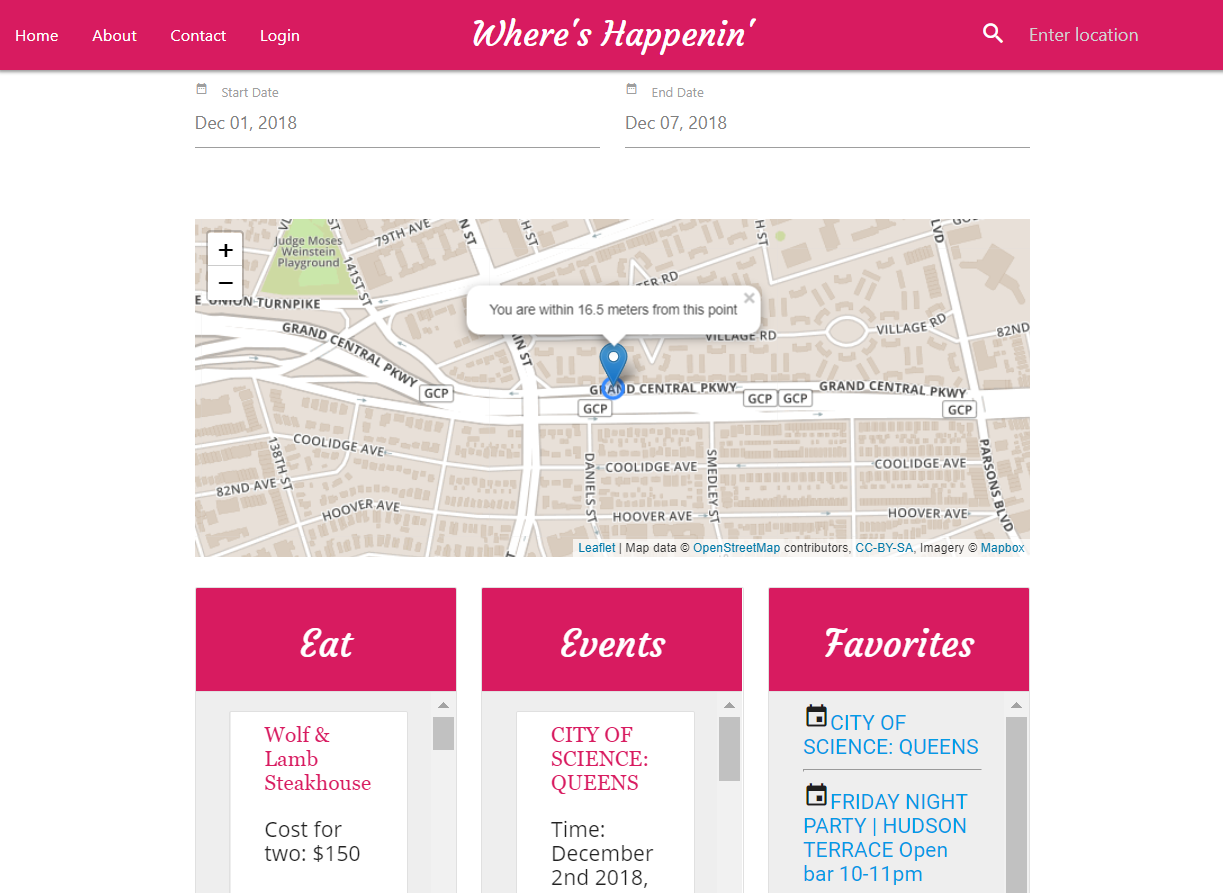 Home
About
Contact
Login
Where's Happenin'
Enter location
Start Date
End Date
Dec 01, 2018
Dec 07, 2018
+
−
Judge Moses
Weinstein
Playground
79TH AVE
141ST ST
H ST
H ST
E UNION TURNPIKE
GRAND CENTRAL PKWY
You are within 16.5 meters from this point
×
VILLAGE RD
VILLAGE RD
82ND
GCP
GRAND CENTRAL PKWY
GRAND CENTRAL PKWY
GCP
GCP
GCP
GCP
COOLIDGE AVE
138TH ST
82ND AVE
HOOVER AVE
DANIELS ST
COOLIDGE AVE
SMEDLEY ST
HOOVER AVE
COOLIDGE AVE
HOOVER AVE
PARSONS BLVD
Leaflet | Map data © OpenStreetMap contributors, CC-BY-SA, Imagery © Mapbox
Eat
Wolf &
Lamb
Steakhouse
Cost for
two: $150
Events
CITY OF
SCIENCE:
QUEENS
Time:
December
2nd 2018,
Favorites
CITY OF
SCIENCE: QUEENS
FRIDAY NIGHT
PARTY | HUDSON
TERRACE Open
bar 10-11pm